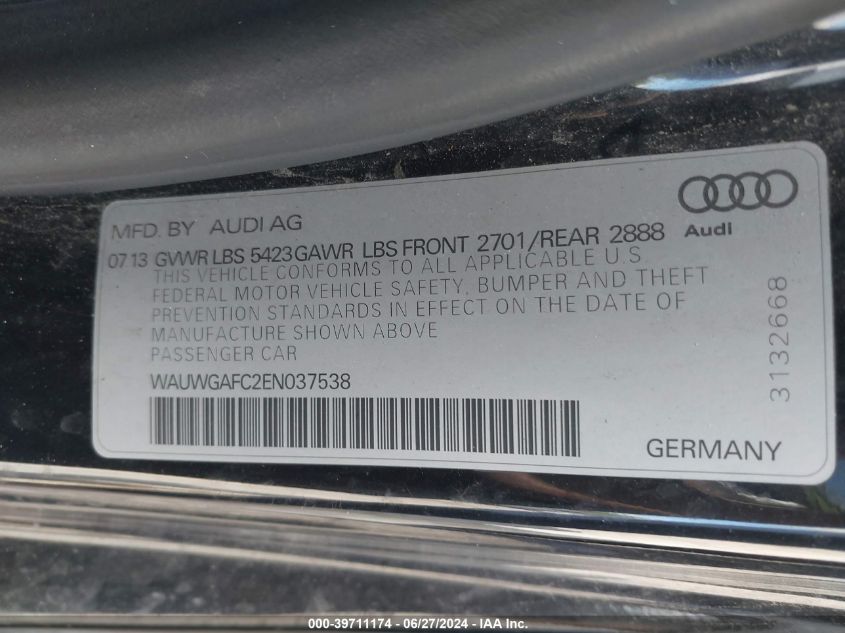 MFD. BY AUDI AG
Audi
07 13 GVWR LBS 5423 GAWR LBS FRONT 2701/REAR 2888
THIS VEHICLE CONFORMS TO ALL APPLICABLE U.S.
FEDERAL MOTOR VEHICLE SAFETY, BUMPER AND THEFT
PREVENTION STANDARDS IN EFFECT ON THE DATE OF
MANUFACTURE SHOWN ABOVE
PASSENGER CAR
WAUWGAFC2EN037538
3132668
GERMANY
000-39711174 - 06/27/2024 - IAA Inc.